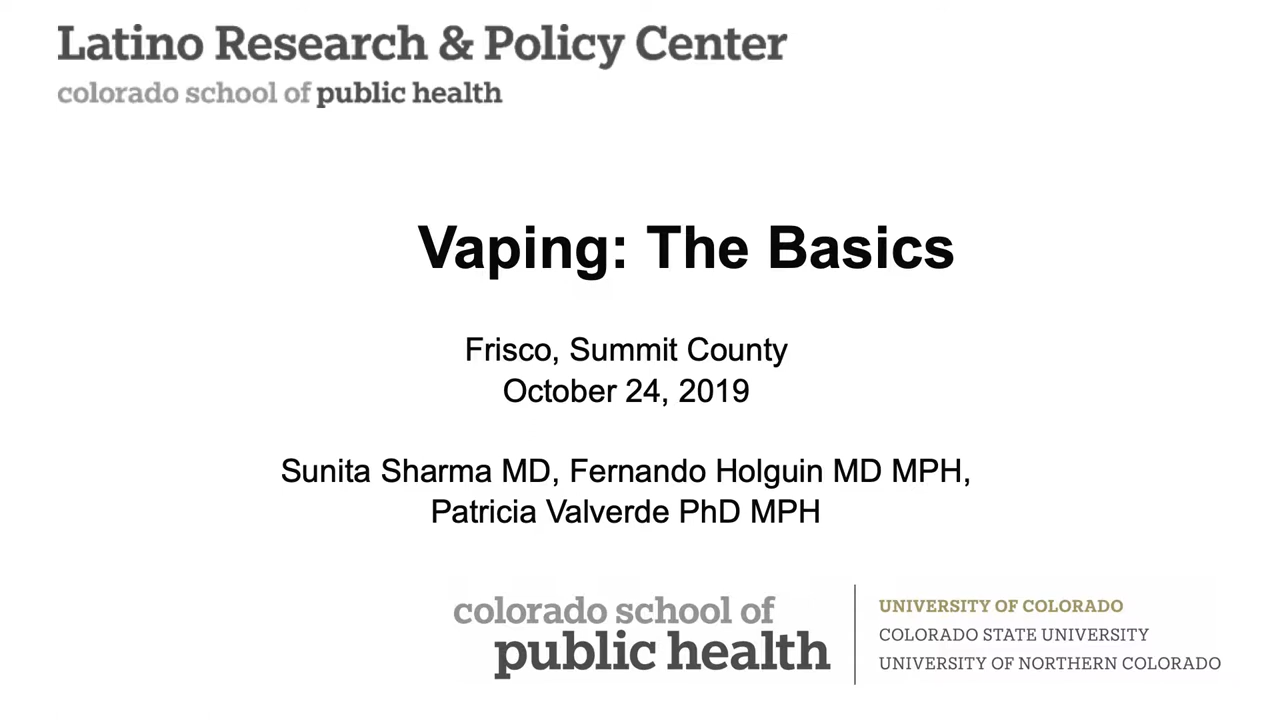 Latino Research & Policy Center
colorado school of public health
Vaping: The Basics
Frisco, Summit County
October 24, 2019
Sunita Sharma MD, Fernando Holguin MD MPH,
Patricia Valverde PhD MPH
colorado school of
public health
UNIVERSITY OF COLORADO
COLORADO STATE UNIVERSITY
UNIVERSITY OF NORTHERN COLORADO